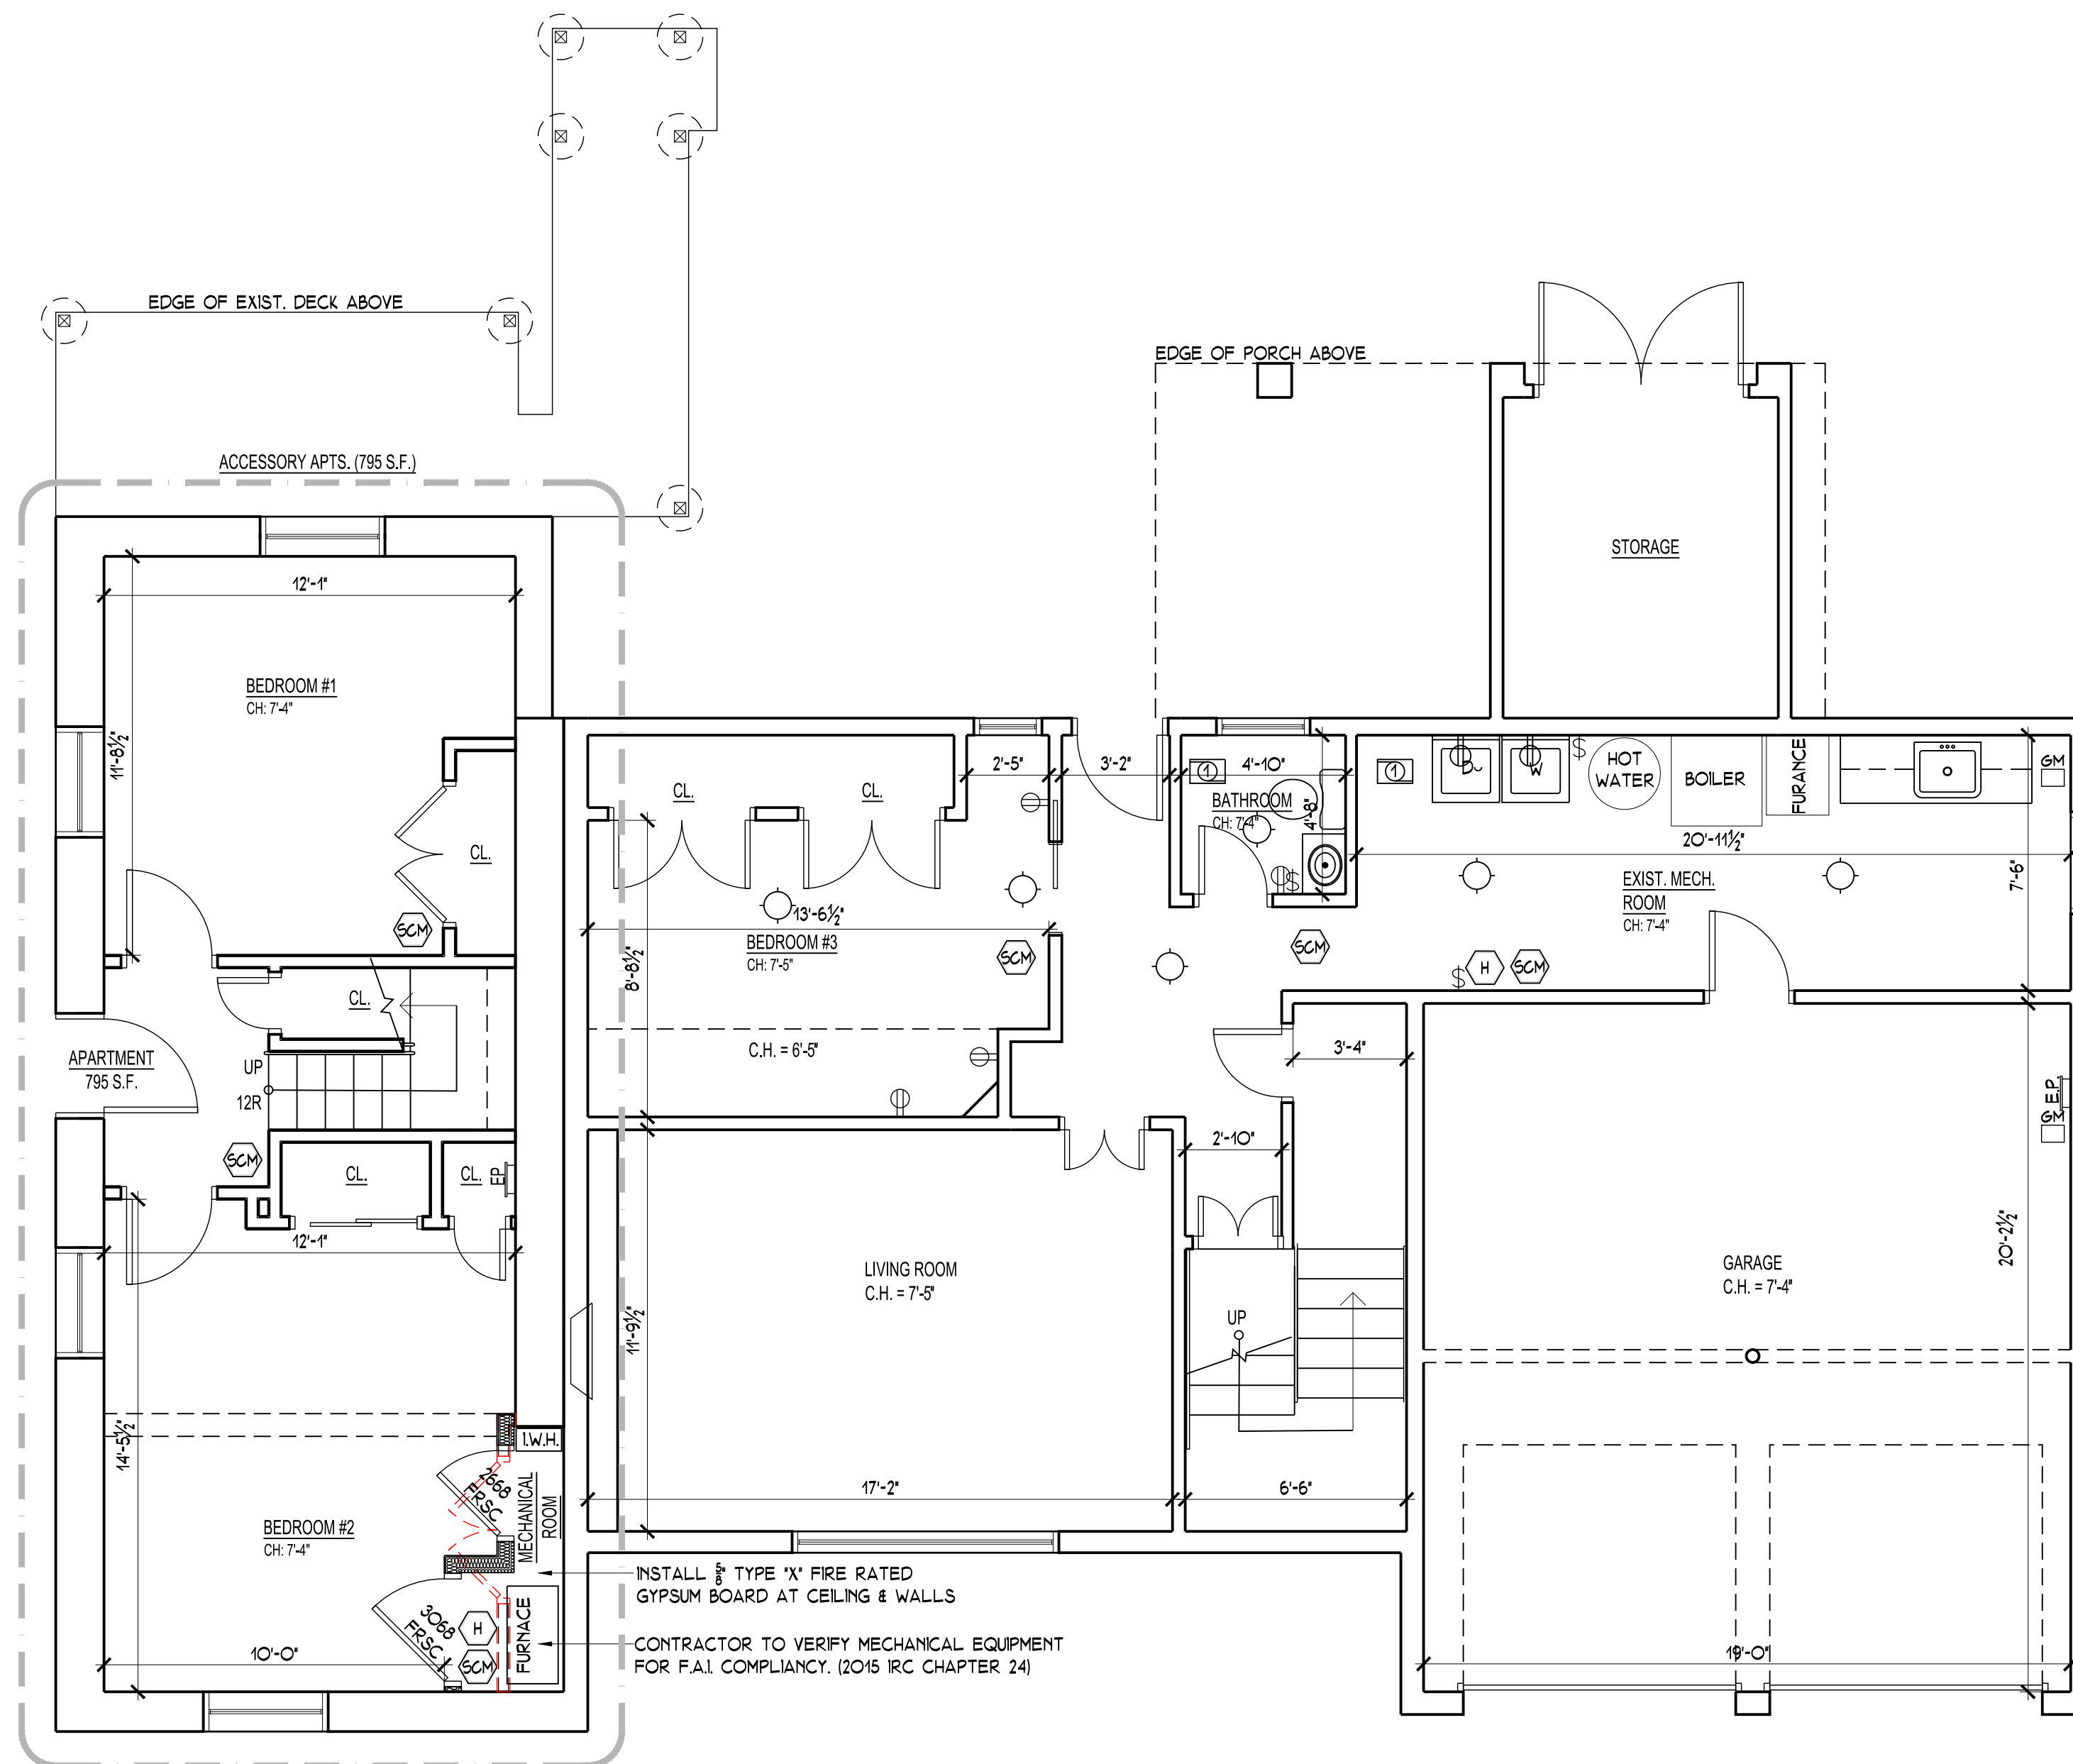 EDGE OF EXIST. DECK ABOVE
EDGE OF PORCH ABOVE
ACCESSORY APTS. (795 S.F.)
STORAGE
12'-1"
BEDROOM #1
CH: 7'-4"
11'-8½"
CL.
SCM
CL.
APARTMENT
795 S.F.
UP
12R
SCM
CL.
CL.
EP
12'-1"
14'-5½"
I.W.H.
2668
FRSC
MECHANICAL
ROOM
BEDROOM #2
CH: 7'-4"
3068
FRSC
H
SCM
FURNACE
10'-0"
CL.
CL.
2'-5"
3'-2"
13'-6½"
BEDROOM #3
CH: 7'-5"
8'-8½"
C.H. = 6'-5"
SCM
1
4'-10"
BATHROOM
CH: 7'-4"
4'-8"
$
SCM
1
D
W
$
HOT
WATER
BOILER
FURANCE
GM
20'-11½"
EXIST. MECH.
ROOM
CH: 7'-4"
7'-6"
$
H
SCM
3'-4"
2'-10"
E.P.
GM
LIVING ROOM
C.H. = 7'-5"
11'-9½"
UP
GARAGE
C.H. = 7'-4"
20'-2½"
17'-2"
6'-6"
19'-0"
INSTALL ⅝" TYPE "X" FIRE RATED
GYPSUM BOARD AT CEILING & WALLS
CONTRACTOR TO VERIFY MECHANICAL EQUIPMENT
FOR F.A.I. COMPLIANCY. (2015 IRC CHAPTER 24)